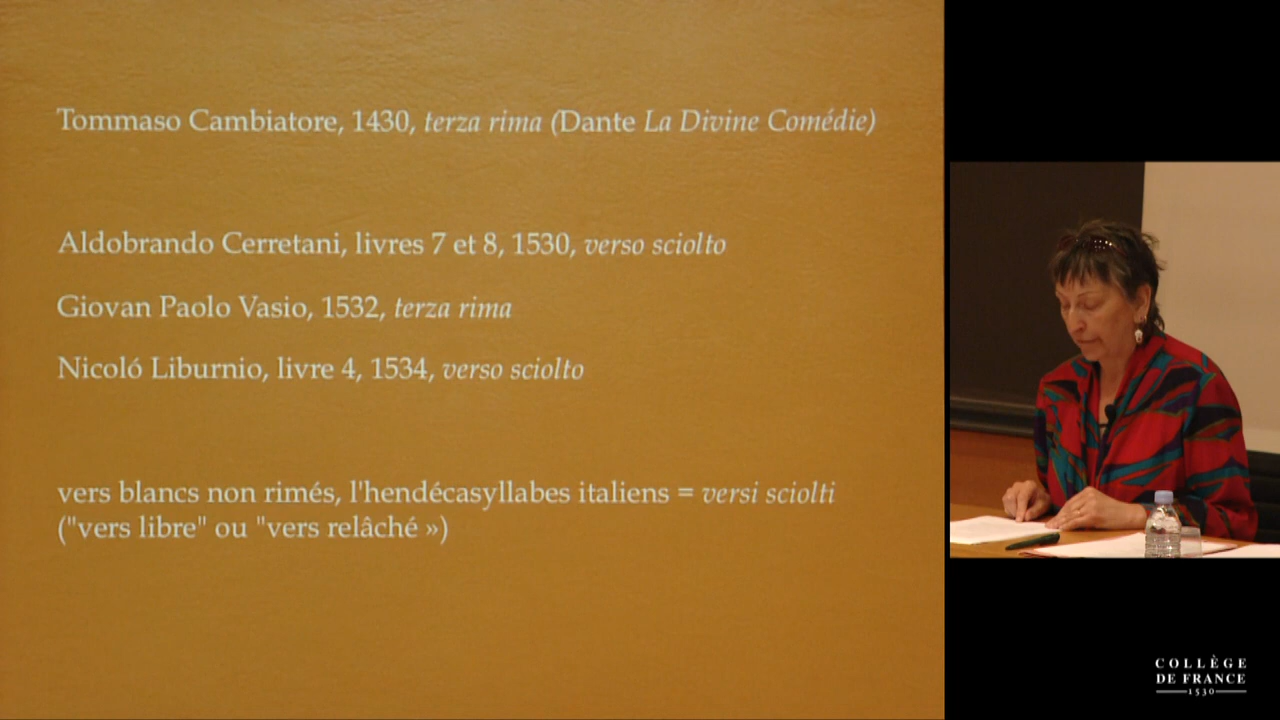 Tommaso Cambiatore, 1430, terza rima (Dante La Divine Comédie)
Aldobrando Cerretani, livres 7 et 8, 1530, verso sciolto
Giovan Paolo Vasio, 1532, terza rima
Nicoló Liburnio, livre 4, 1534, verso sciolto
vers blancs non rimés, l'hendécasyllabes italiens = versi sciolti
("vers libre" ou "vers relâché »)
COLLÈGE
DE FRANCE
1530